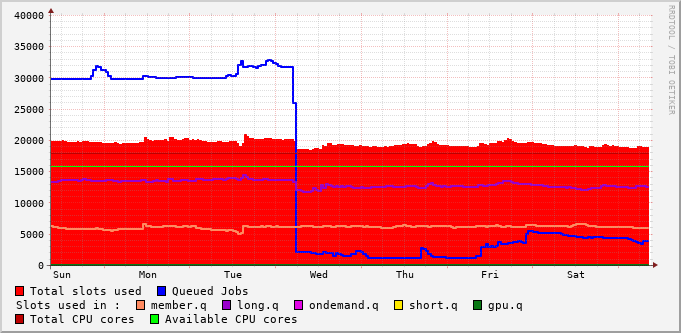 RRDTOOL / TOBI OETIKER
40000
35000
30000
25000
20000
15000
10000
5000
0
Sun Mon Tue Wed Thu Fri Sat
Total slots used Queued Jobs
Slots used in : member.q long.q ondemand.q short.q gpu.q
Total CPU cores Available CPU cores